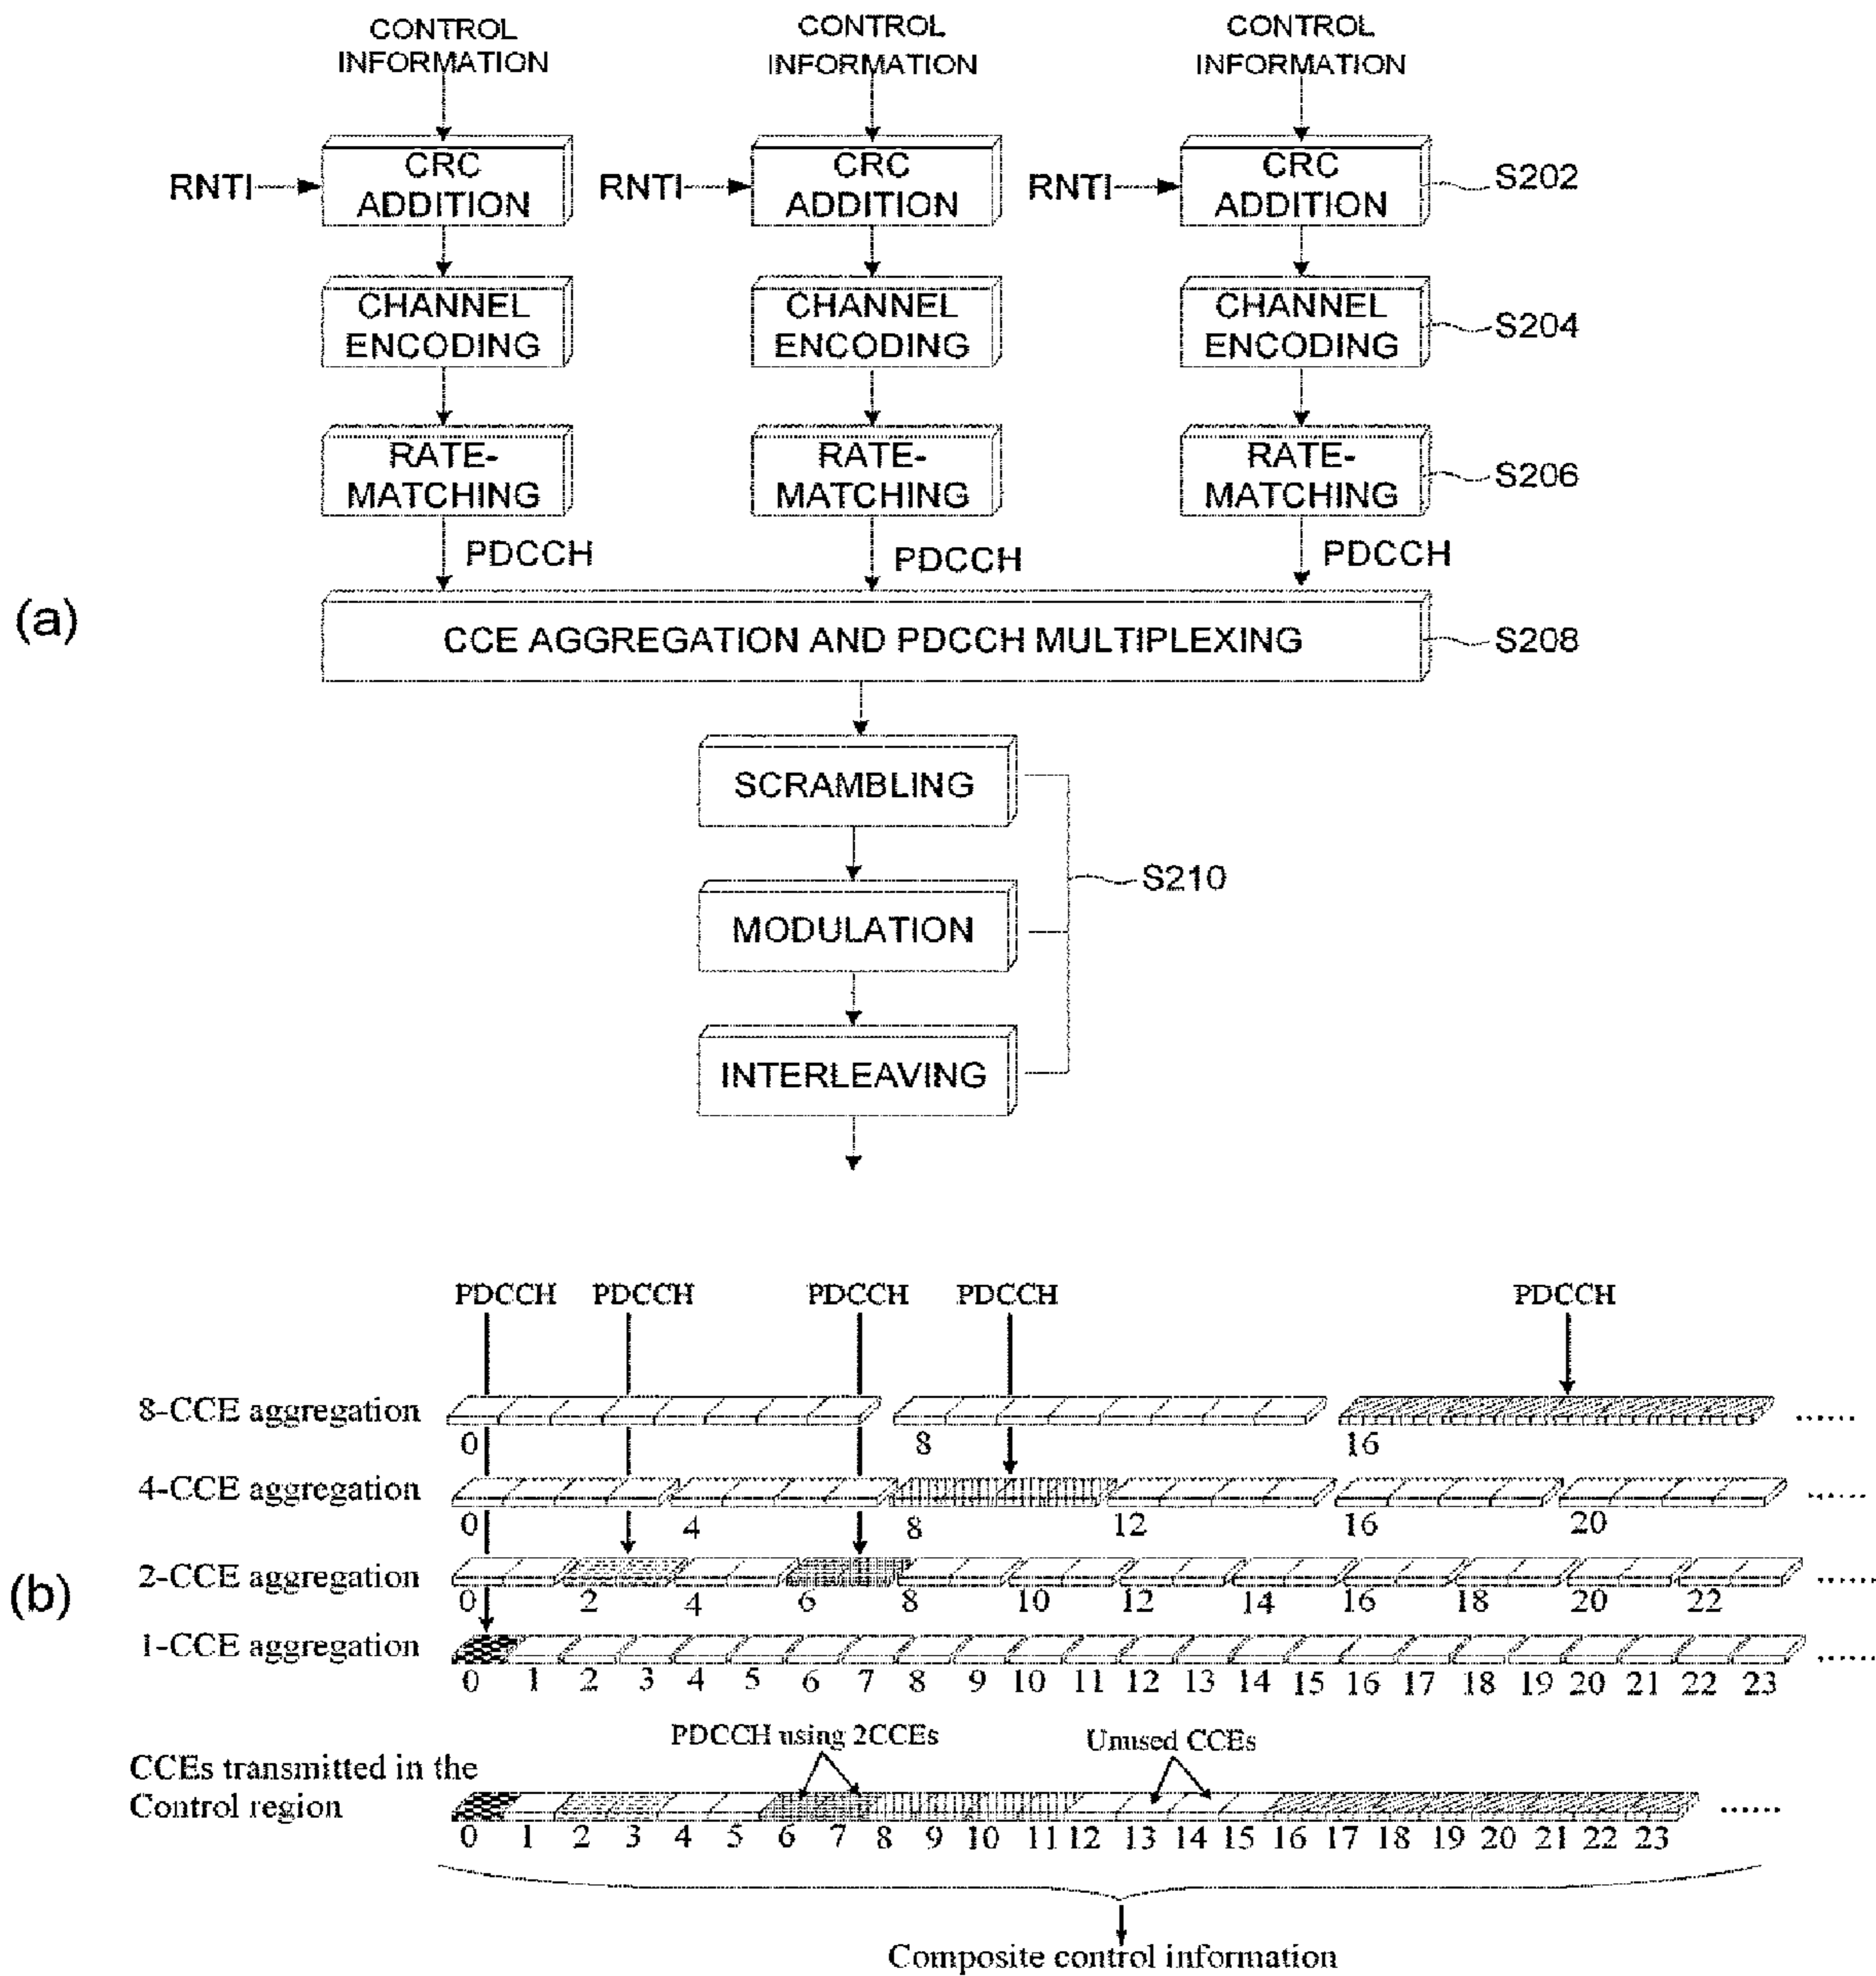 CONTROL INFORMATION
CONTROL INFORMATION
CONTROL INFORMATION
RNTI
CRC ADDITION
RNTI
CRC ADDITION
RNTI
CRC ADDITION
S202
CHANNEL ENCODING
CHANNEL ENCODING
CHANNEL ENCODING
S204
RATE-MATCHING
RATE-MATCHING
RATE-MATCHING
S206
PDCCH
PDCCH
PDCCH
(a)
CCE AGGREGATION AND PDCCH MULTIPLEXING
S208
SCRAMBLING
MODULATION
S210
INTERLEAVING
PDCCH PDCCH PDCCH PDCCH PDCCH
8-CCE aggregation
......
0 8 16
4-CCE aggregation
......
0 4 8 12 16 20
(b)
2-CCE aggregation
......
0 2 4 6 8 10 12 14 16 18 20 22
1-CCE aggregation
......
0 1 2 3 4 5 6 7 8 9 10 11 12 13 14 15 16 17 18 19 20 21 22 23
PDCCH using 2CCEs
Unused CCEs
CCEs transmitted in the
Control region
......
0 1 2 3 4 5 6 7 8 9 10 11 12 13 14 15 16 17 18 19 20 21 22 23
Composite control information